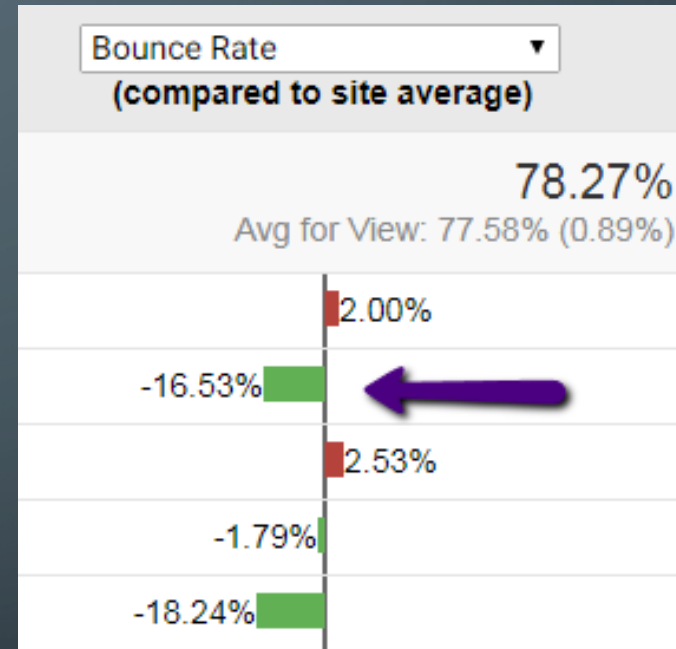 Bounce Rate
(compared to site average)
78.27%
Avg for View: 77.58% (0.89%)
2.00%
-16.53%
2.53%
-1.79%
-18.24%